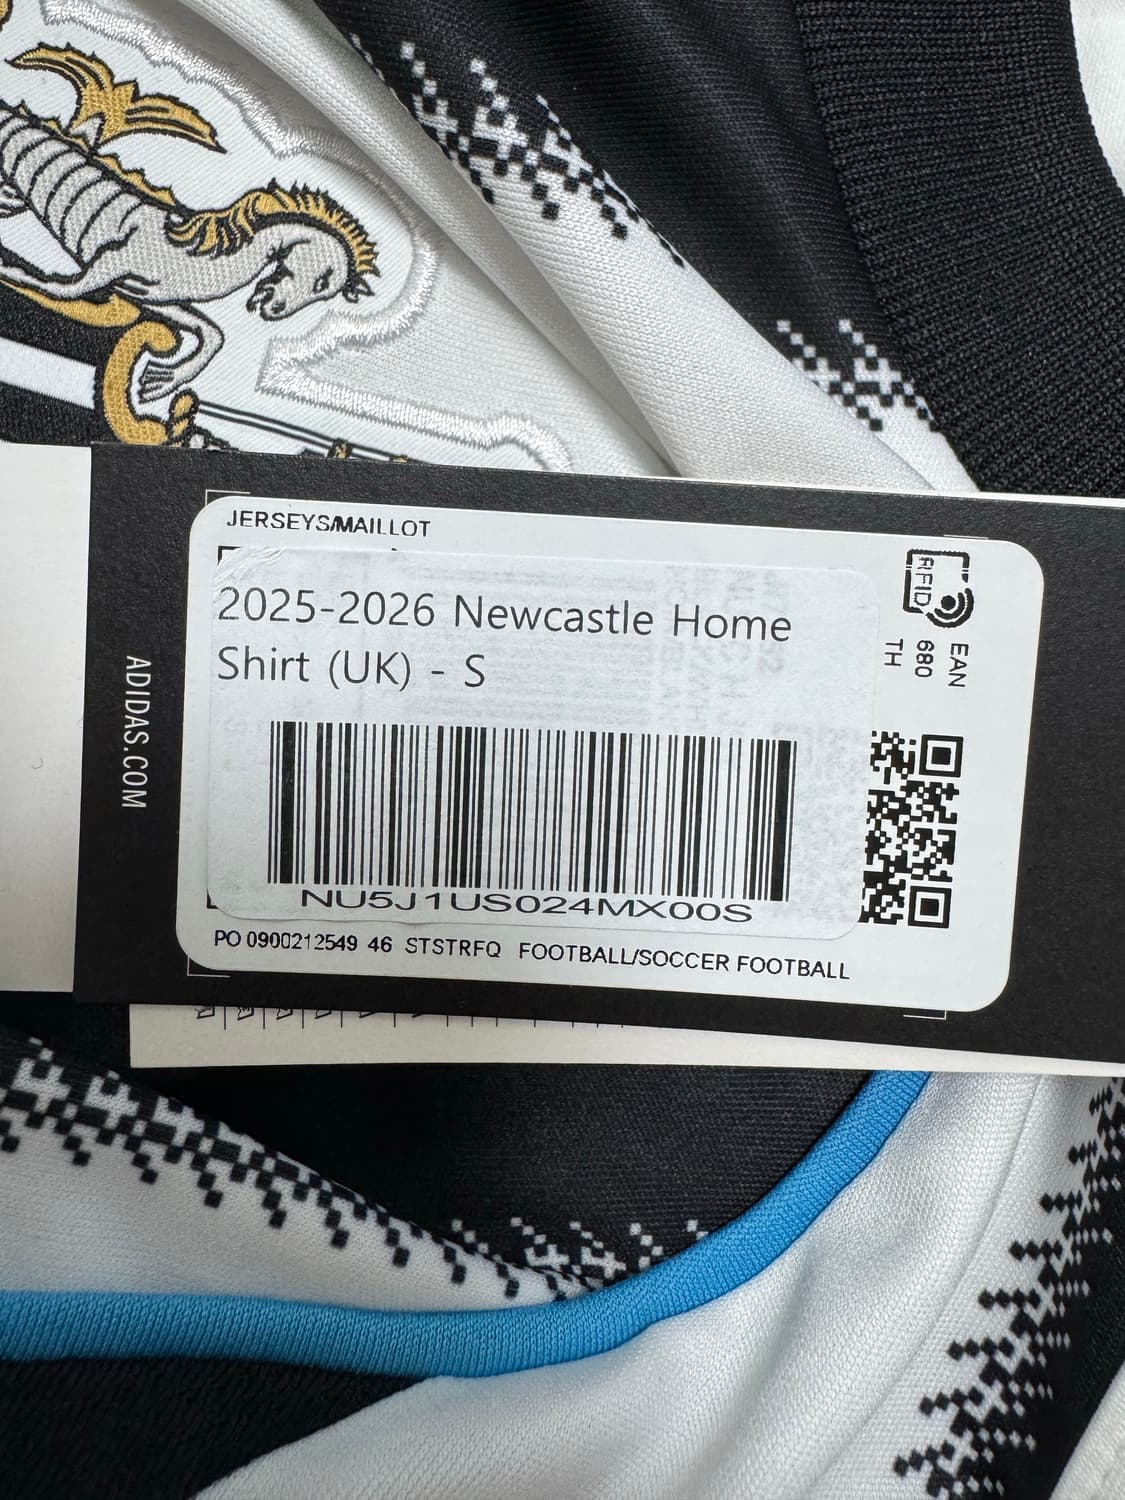 JERSEYS/MAILLOT
2025-2026 Newcastle Home
Shirt (UK) - S
NU5J1US024MX00S
PO 0900212549 46 STSTRFQ FOOTBALL/SOCCER FOOTBALL
RFID
EAN
680
TH
ADIDAS.COM